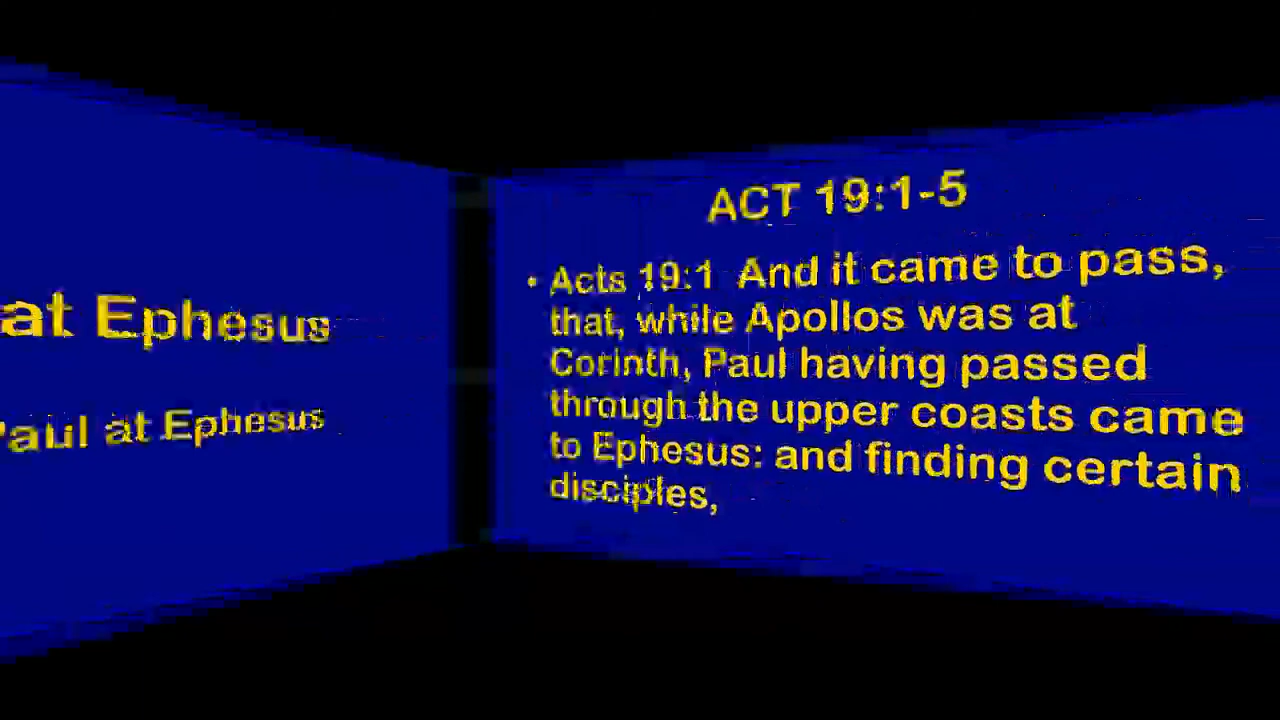 at Ephesus
Paul at Ephesus
ACT 19:1-5
• Acts 19:1 And it came to pass,
that, while Apollos was at
Corinth, Paul having passed
through the upper coasts came
to Ephesus: and finding certain
disciples,